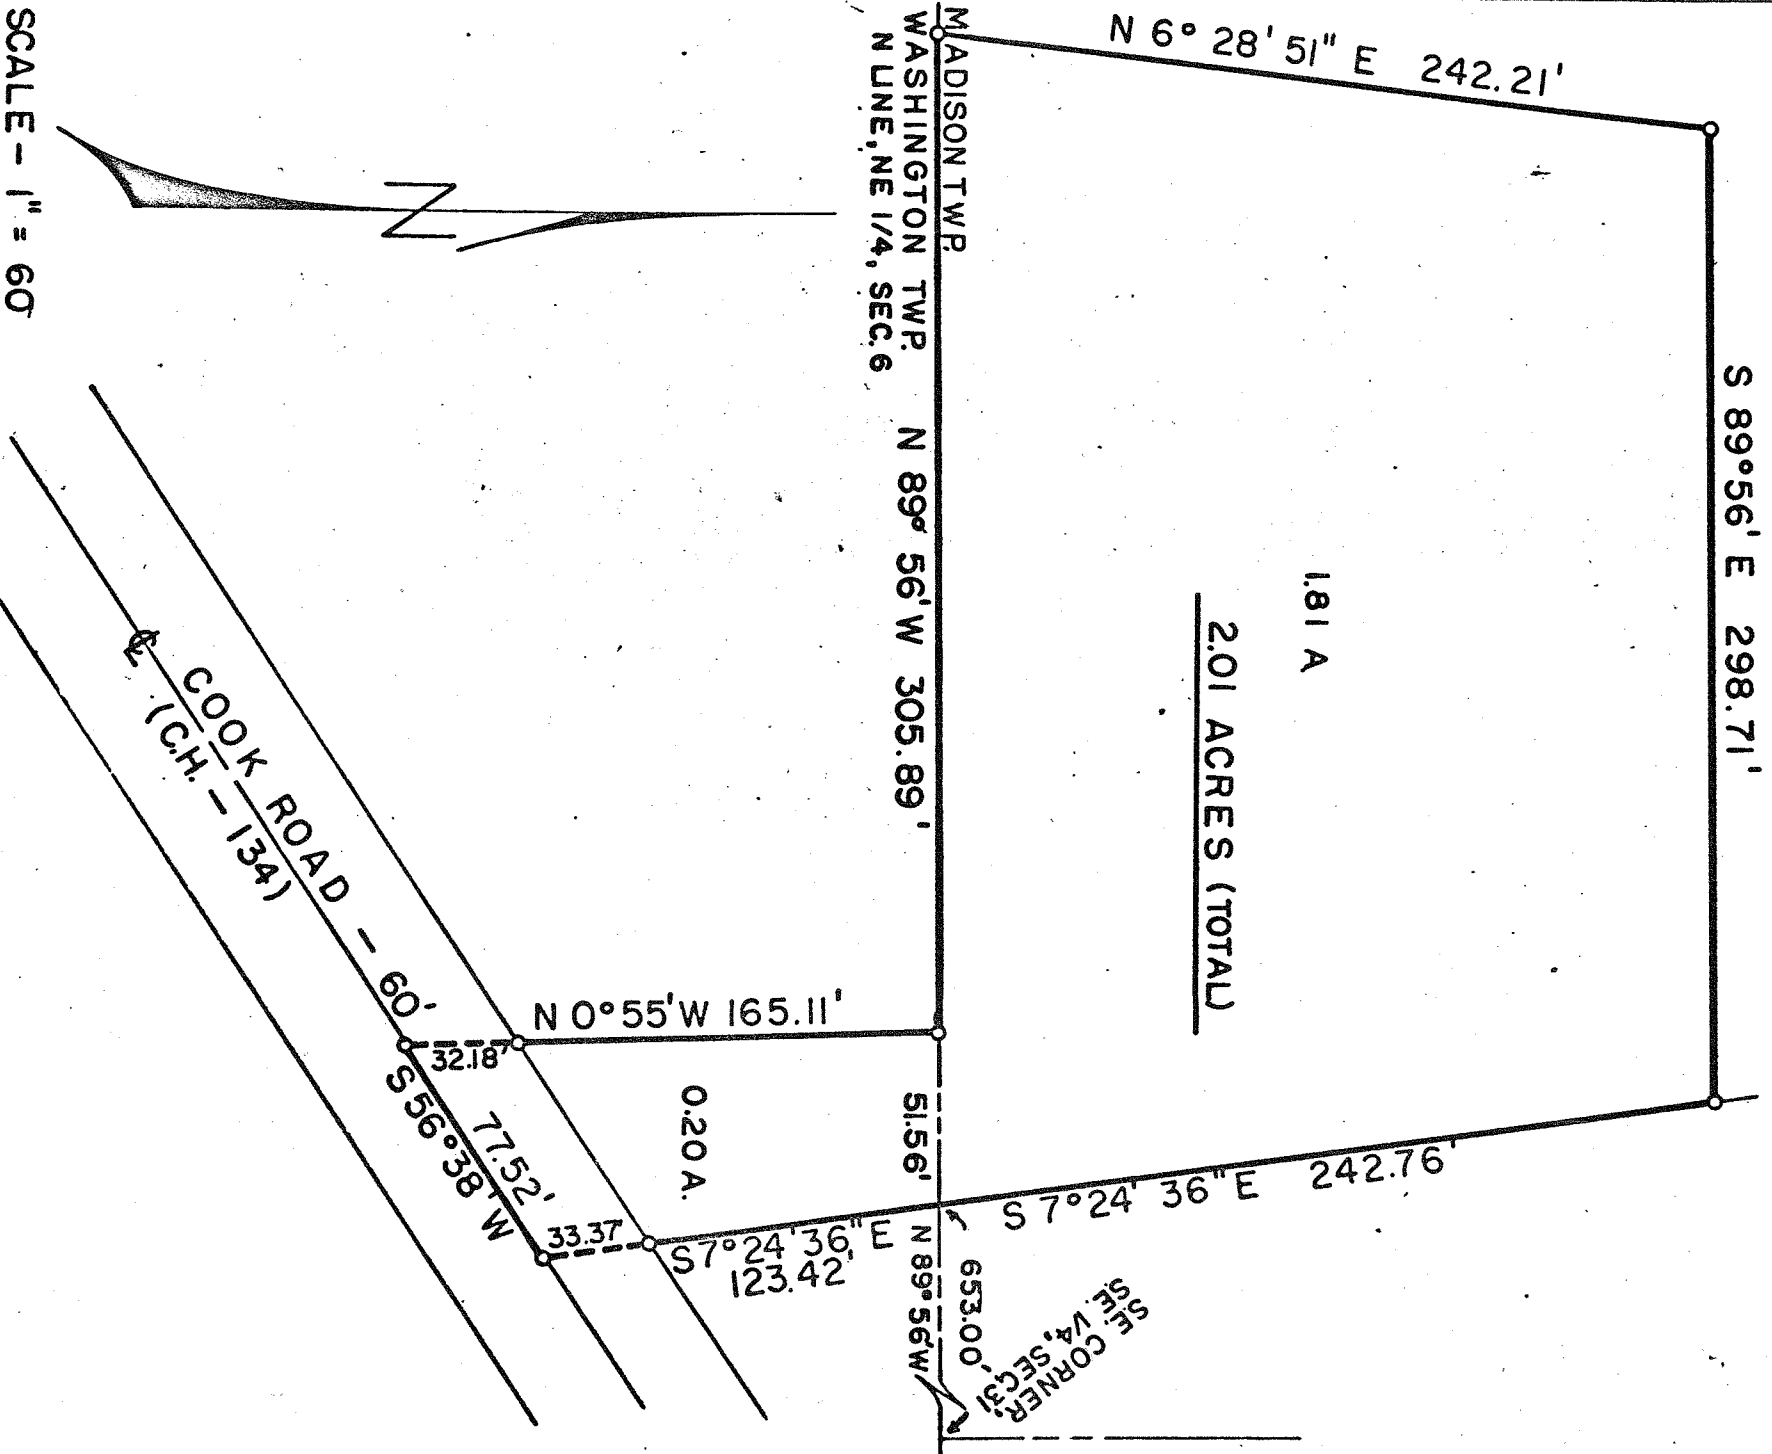 N 6° 28' 51" E 242.21'
S 89°56' E 298.71'
MADISON TWP.
WASHINGTON TWP.
N LINE, NE 1/4, SEC. 6
N 89° 56' W 305.89'
1.81 A
2.01 ACRES (TOTAL)
S 7°24' 36" E 242.76'
51.56'
N 89°56'W
653.00'
S.E. CORNER,
SE. 1/4, SEC. 31
N 0°55'W 165.11'
32.18'
0.20 A.
S 7°24'36" E
123.42'
33.37'
77.52'
S 56°38' W
℄ COOK ROAD - 60'
(C.H. - 134)
N
SCALE - 1" = 60'